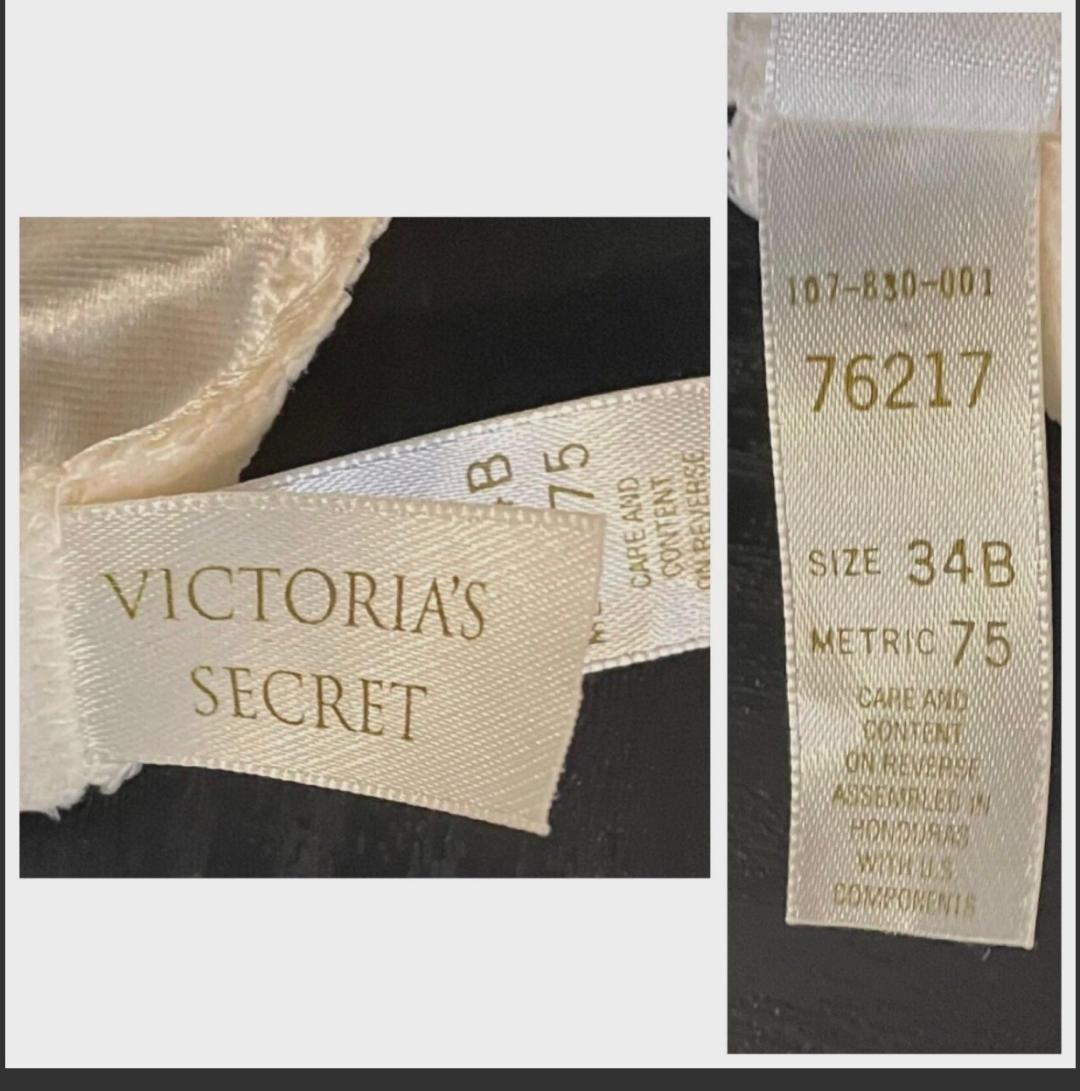 VICTORIA'S
SECRET
B
75
CARE AND
CONTENT
ON REVERSE
107-830-001
76217
SIZE 34B
METRIC 75
CARE AND
CONTENT
ON REVERSE
ASSEMBLED IN
HONDURAS
WITH U.S.
COMPONENTS